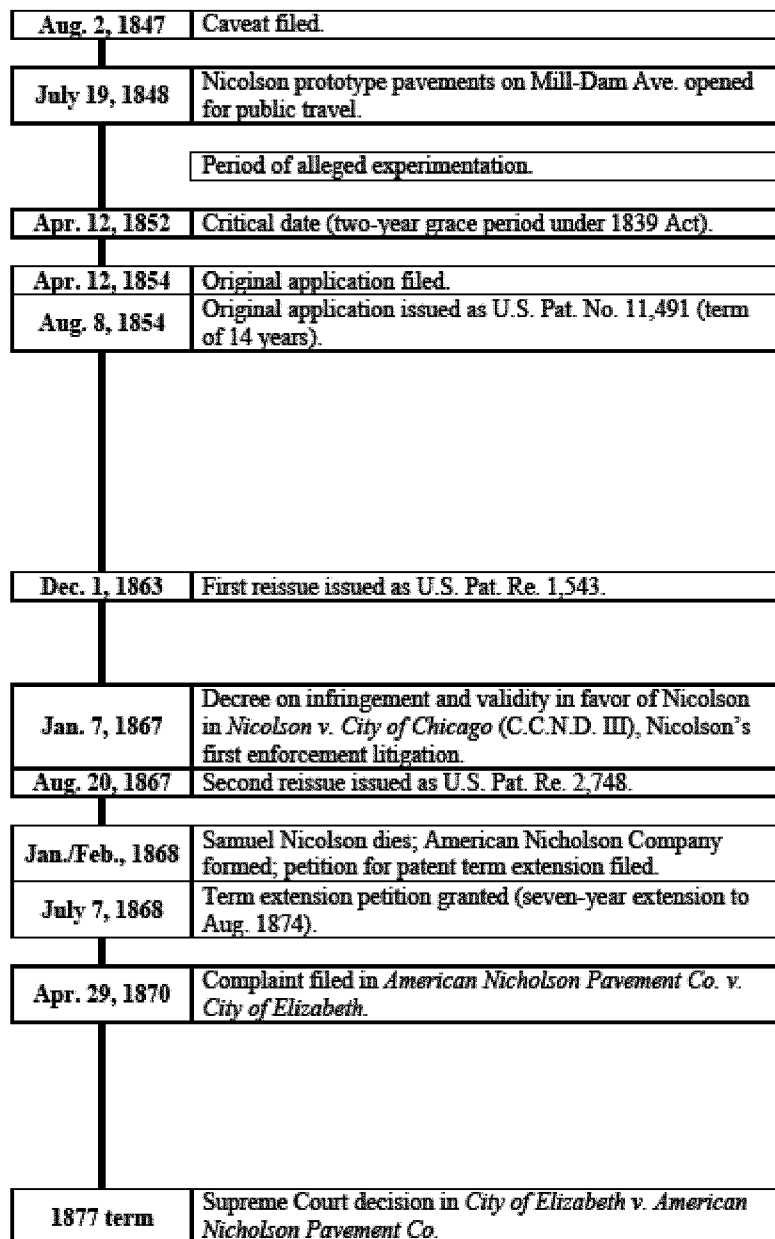 Aug. 2, 1847 Caveat filed.
July 19, 1848 Nicolson prototype pavements on Mill-Dam Ave. opened
for public travel.
Period of alleged experimentation.
Apr. 12, 1852 Critical date (two-year grace period under 1839 Act).
Apr. 12, 1854 Original application filed.
Aug. 8, 1854 Original application issued as U.S. Pat. No. 11,491 (term
of 14 years).
Dec. 1, 1863 First reissue issued as U.S. Pat. Re. 1,543.
Jan. 7, 1867 Decree on infringement and validity in favor of Nicolson
in Nicolson v. City of Chicago (C.C.N.D. Ill), Nicolson's
first enforcement litigation.
Aug. 20, 1867 Second reissue issued as U.S. Pat. Re. 2,748.
Jan./Feb., 1868 Samuel Nicolson dies; American Nicholson Company
formed; petition for patent term extension filed.
July 7, 1868 Term extension petition granted (seven-year extension to
Aug. 1874).
Apr. 29, 1870 Complaint filed in American Nicholson Pavement Co. v.
City of Elizabeth.
1877 term Supreme Court decision in City of Elizabeth v. American
Nicholson Pavement Co.